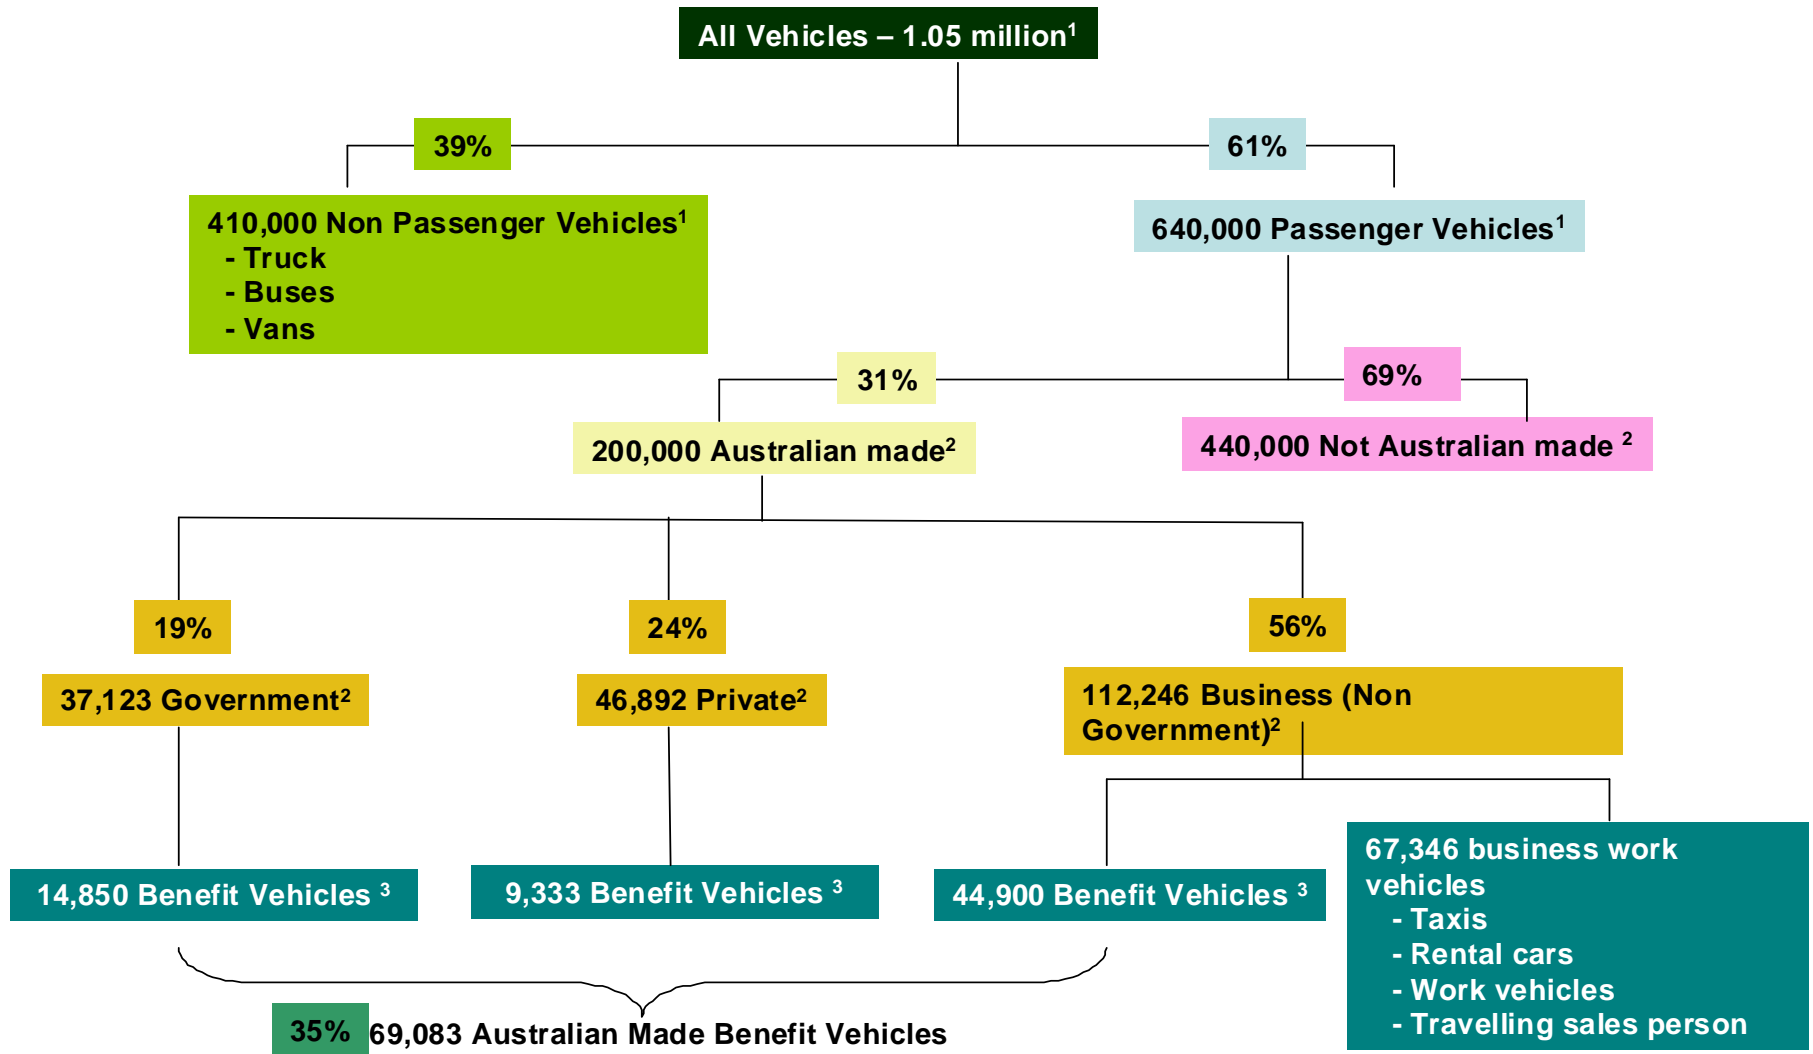 All Vehicles – 1.05 million¹
39%
61%
410,000 Non Passenger Vehicles¹
- Truck
- Buses
- Vans
640,000 Passenger Vehicles¹
31%
69%
200,000 Australian made²
440,000 Not Australian made ²
19%
24%
56%
37,123 Government²
46,892 Private²
112,246 Business (Non
Government)²
14,850 Benefit Vehicles ³
9,333 Benefit Vehicles ³
44,900 Benefit Vehicles ³
67,346 business work
vehicles
- Taxis
- Rental cars
- Work vehicles
- Travelling sales person
35% 69,083 Australian Made Benefit Vehicles